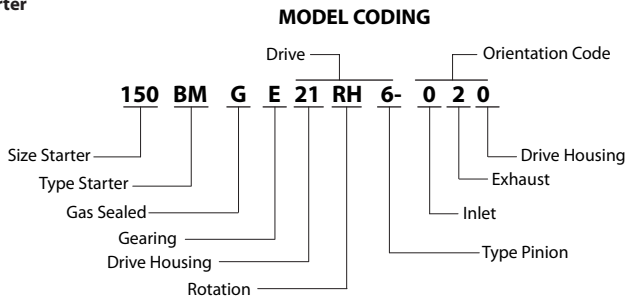 rter
MODEL CODING
Drive
Orientation Code
150 BM G E 21 RH 6- 0 2 0
Size Starter
Drive Housing
Type Starter
Exhaust
Gas Sealed
Inlet
Gearing
Type Pinion
Drive Housing
Rotation